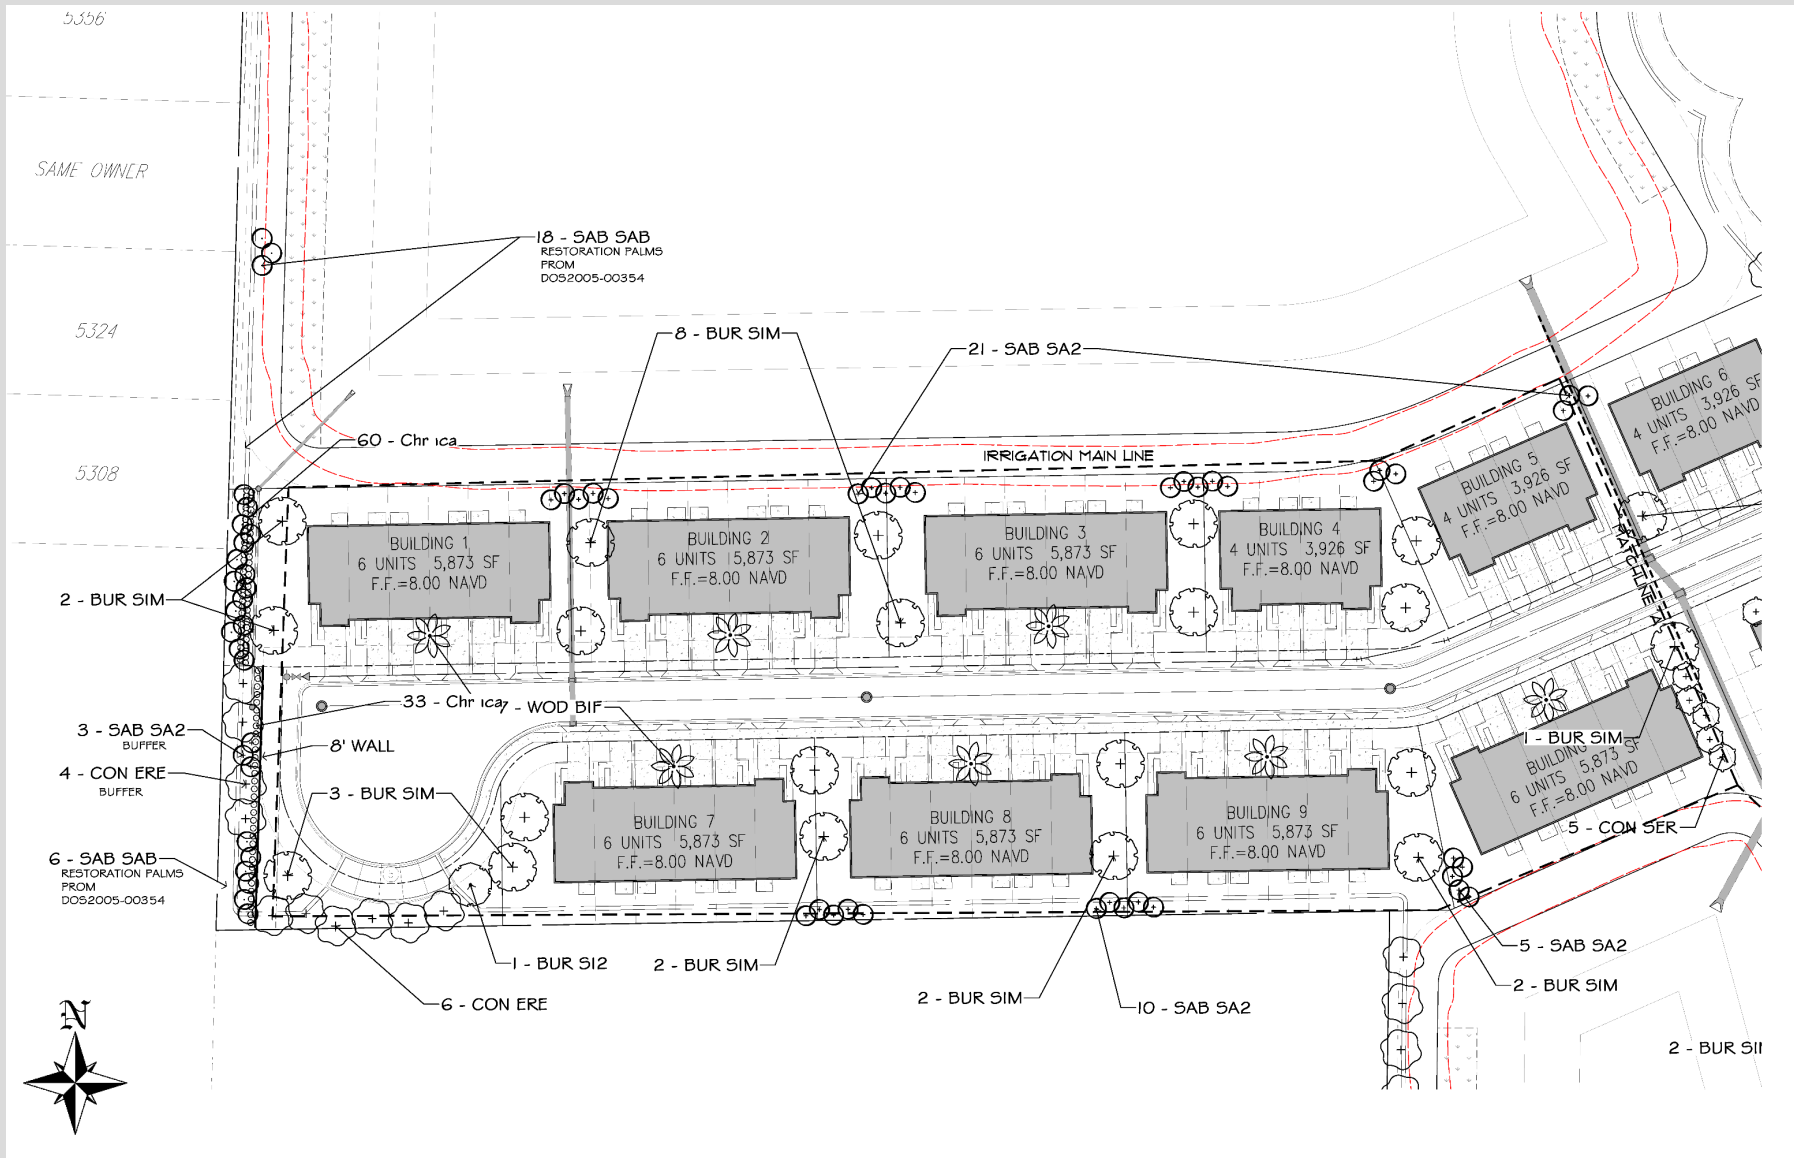 5356
SAME OWNER
5324
5308
18 - SAB SAB
RESTORATION PALMS
PROM
DOS2005-00354
8 - BUR SIM
21 - SAB SA2
60 - Chr ica
IRRIGATION MAIN LINE
BUILDING 1
6 UNITS 5,873 SF
F.F.=8.00 NAVD
BUILDING 2
6 UNITS 5,873 SF
F.F.=8.00 NAVD
BUILDING 3
6 UNITS 5,873 SF
F.F.=8.00 NAVD
BUILDING 4
4 UNITS 3,926 SF
F.F.=8.00 NAVD
BUILDING 5
4 UNITS 3,926 SF
F.F.=8.00 NAVD
BUILDING 6
4 UNITS 3,926 SF
F.F.=8.00 NAVD
2 - BUR SIM
33 - Chr ica
7 - WOD BIF
3 - SAB SA2
BUFFER
8' WALL
4 - CON ERE
BUFFER
3 - BUR SIM
6 - SAB SAB
RESTORATION PALMS
PROM
DOS2005-00354
BUILDING 7
6 UNITS 5,873 SF
F.F.=8.00 NAVD
BUILDING 8
6 UNITS 5,873 SF
F.F.=8.00 NAVD
BUILDING 9
6 UNITS 5,873 SF
F.F.=8.00 NAVD
1 - BUR SIM
BUILDING
6 UNITS 5,873 SF
F.F.=8.00 NAVD
5 - CON SER
1 - BUR SI2
2 - BUR SIM
6 - CON ERE
2 - BUR SIM
10 - SAB SA2
5 - SAB SA2
2 - BUR SIM
2 - BUR SI
N